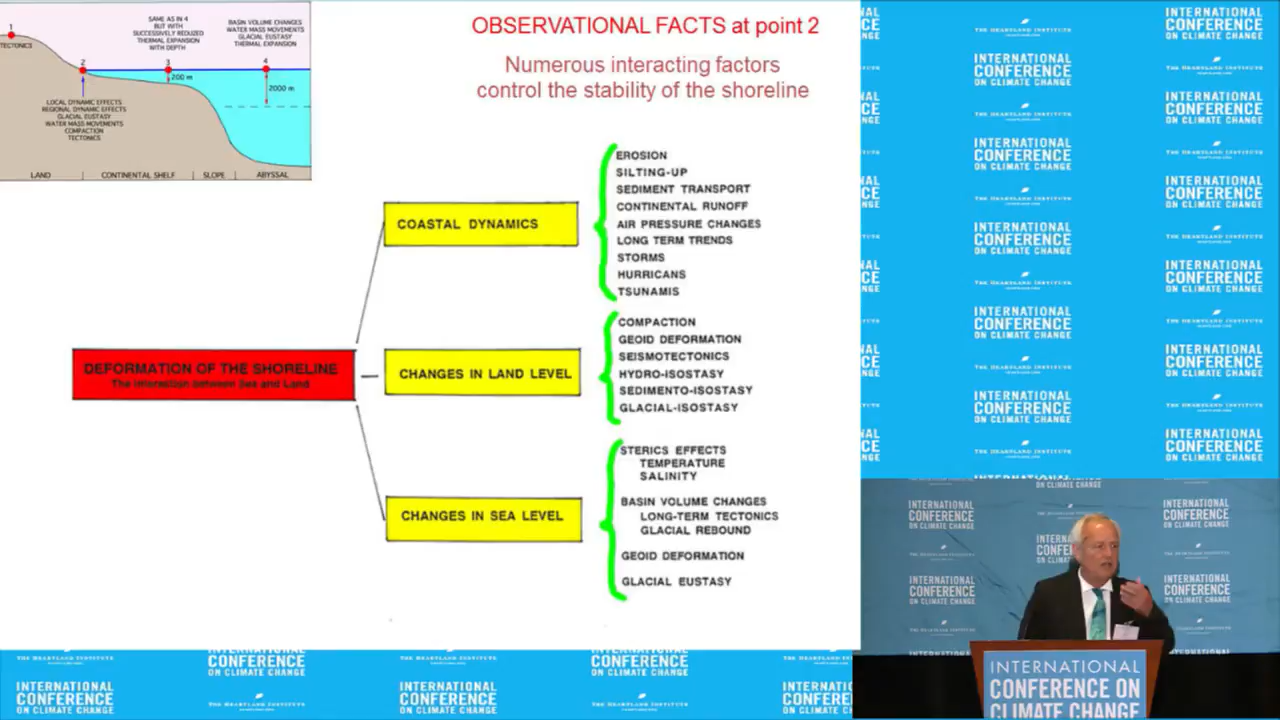 1
TECTONICS
SAME AS IN 4
BUT WITH
SUCCESSIVELY REDUZED
THERMAL EXPANSION
WITH DEPTH
BASIN VOLUME CHANGES
WATER MASS MOVEMENTS
GLACIAL EUSTASY
THERMAL EXPANSION
2
3
4
200 m
2000 m
LOCAL DYNAMIC EFFECTS
REGIONAL DYNAMIC EFFECTS
GLACIAL EUSTASY
WATER MASS MOVEMENTS
COMPACTION
TECTONICS
LAND
CONTINENTAL SHELF
SLOPE
ABYSSAL
OBSERVATIONAL FACTS at point 2
Numerous interacting factors
control the stability of the shoreline
DEFORMATION OF THE SHORELINE
The Interaction between Sea and Land
COASTAL DYNAMICS
EROSION
SILTING-UP
SEDIMENT TRANSPORT
CONTINENTAL RUNOFF
AIR PRESSURE CHANGES
LONG TERM TRENDS
STORMS
HURRICANS
TSUNAMIS
CHANGES IN LAND LEVEL
COMPACTION
GEOID DEFORMATION
SEISMOTECTONICS
HYDRO-ISOSTASY
SEDIMENTO-ISOSTASY
GLACIAL-ISOSTASY
CHANGES IN SEA LEVEL
STERICS EFFECTS
TEMPERATURE
SALINITY
BASIN VOLUME CHANGES
LONG-TERM TECTONICS
GLACIAL REBOUND
GEOID DEFORMATION
GLACIAL EUSTASY
INTERNATIONAL
CONFERENCE
ON CLIMATE CHANGE
THE HEARTLAND INSTITUTE
INTERNATIONAL
CONFERENCE ON
CLIMATE CHANGE